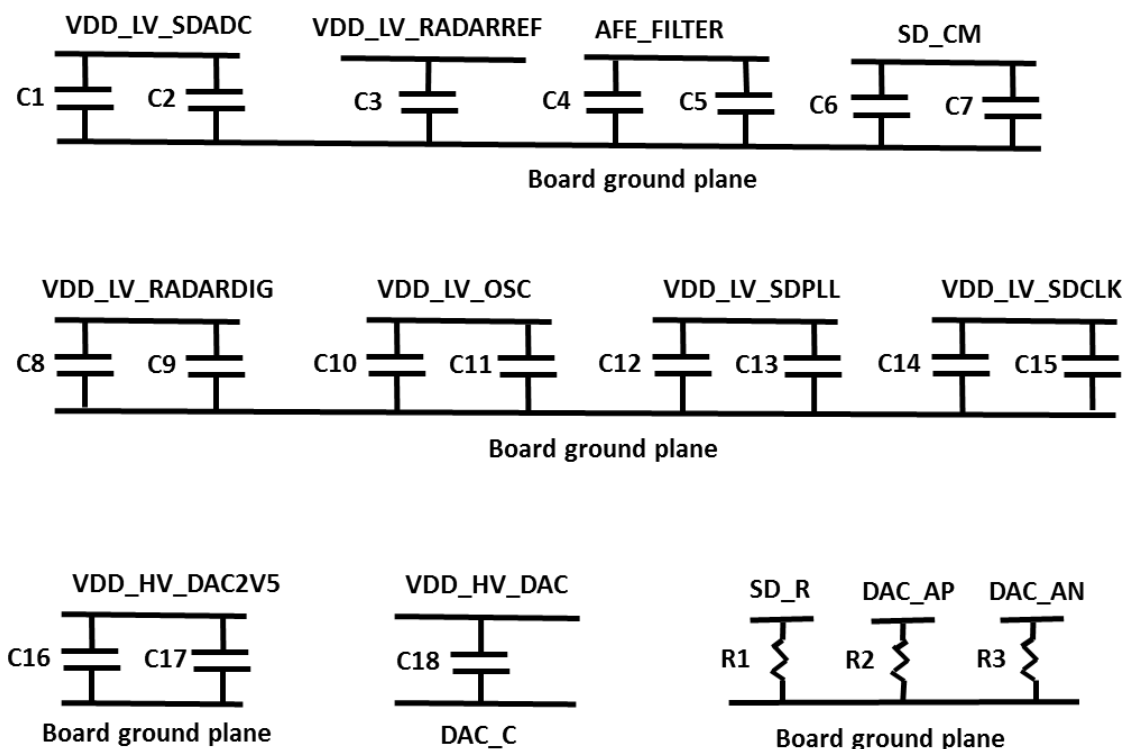 VDD_LV_SDADC VDD_LV_RADARREF AFE_FILTER SD_CM
C1 C2 C3 C4 C5 C6 C7
Board ground plane
VDD_LV_RADARDIG VDD_LV_OSC VDD_LV_SDPLL VDD_LV_SDCLK
C8 C9 C10 C11 C12 C13 C14 C15
Board ground plane
VDD_HV_DAC2V5 VDD_HV_DAC SD_R DAC_AP DAC_AN
C16 C17 C18 R1 R2 R3
Board ground plane DAC_C Board ground plane